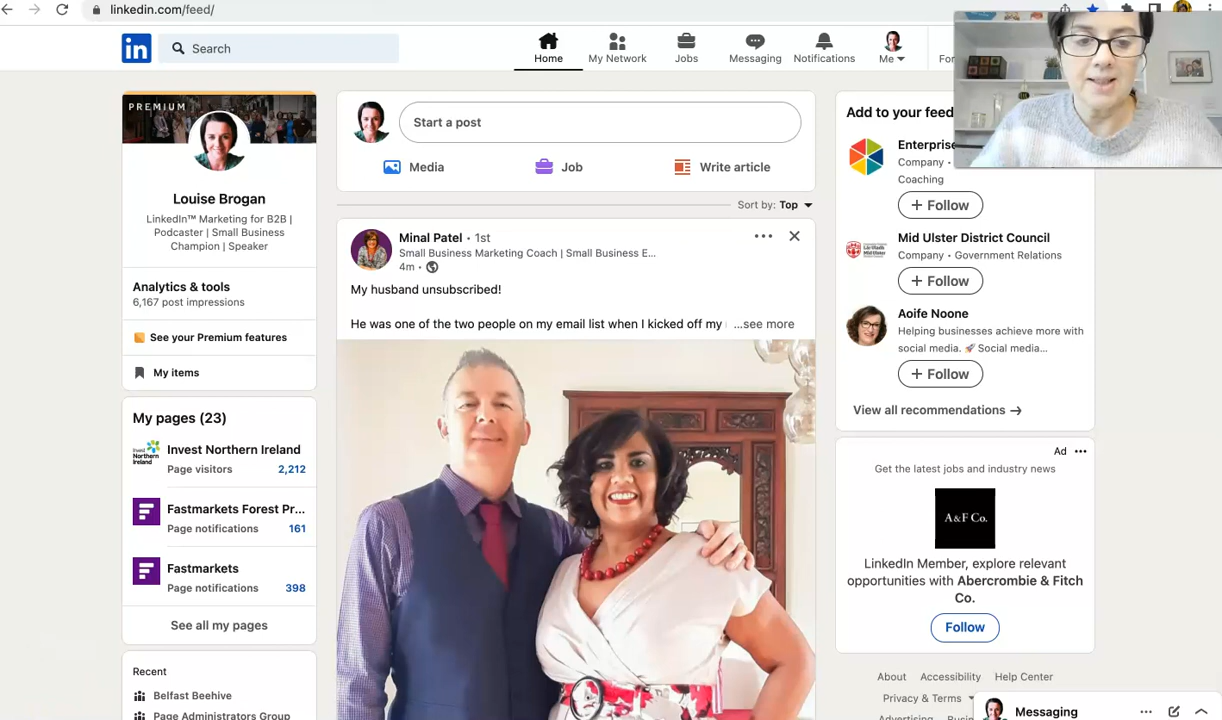 linkedin.com/feed/
in
Search
Home
My Network
Jobs
Messaging
Notifications
Me
For
PREMIUM
Louise Brogan
LinkedIn™ Marketing for B2B |
Podcaster | Small Business
Champion | Speaker
Analytics & tools
6,167 post impressions
See your Premium features
My items
My pages (23)
Invest
Northern
Ireland
Invest Northern Ireland
Page visitors 2,212
Fastmarkets Forest Pr...
Page notifications 161
Fastmarkets
Page notifications 398
See all my pages
Recent
Belfast Beehive
Page Administrators Group
Start a post
Media
Job
Write article
Sort by: Top
Minal Patel • 1st
Small Business Marketing Coach | Small Business E...
4m •
My husband unsubscribed!
He was one of the two people on my email list when I kicked off my
...see more
Add to your feed
Enterprise
Company •
Coaching
+ Follow
Mid Ulster District Council
Company • Government Relations
+ Follow
Aoife Noone
Helping businesses achieve more with
social media. 🚀 Social media...
+ Follow
View all recommendations →
Ad
Get the latest jobs and industry news
A&F Co.
LinkedIn Member, explore relevant
opportunities with Abercrombie & Fitch
Co.
Follow
About Accessibility Help Center
Privacy & Terms
Advertising
Messaging